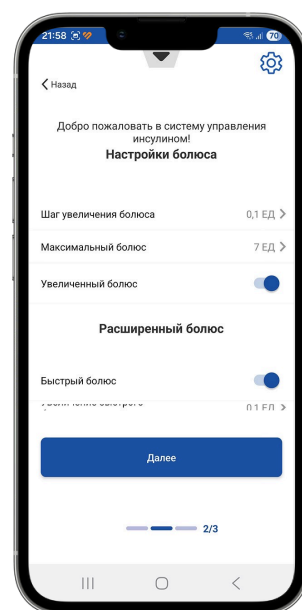 21:58
70
Назад
Добро пожаловать в систему управления
инсулином!
Настройки болюса
Шаг увеличения болюса 0,1 ЕД
Максимальный болюс 7 ЕД
Увеличенный болюс
Расширенный болюс
Быстрый болюс
0,1 ЕД
Далее
2/3